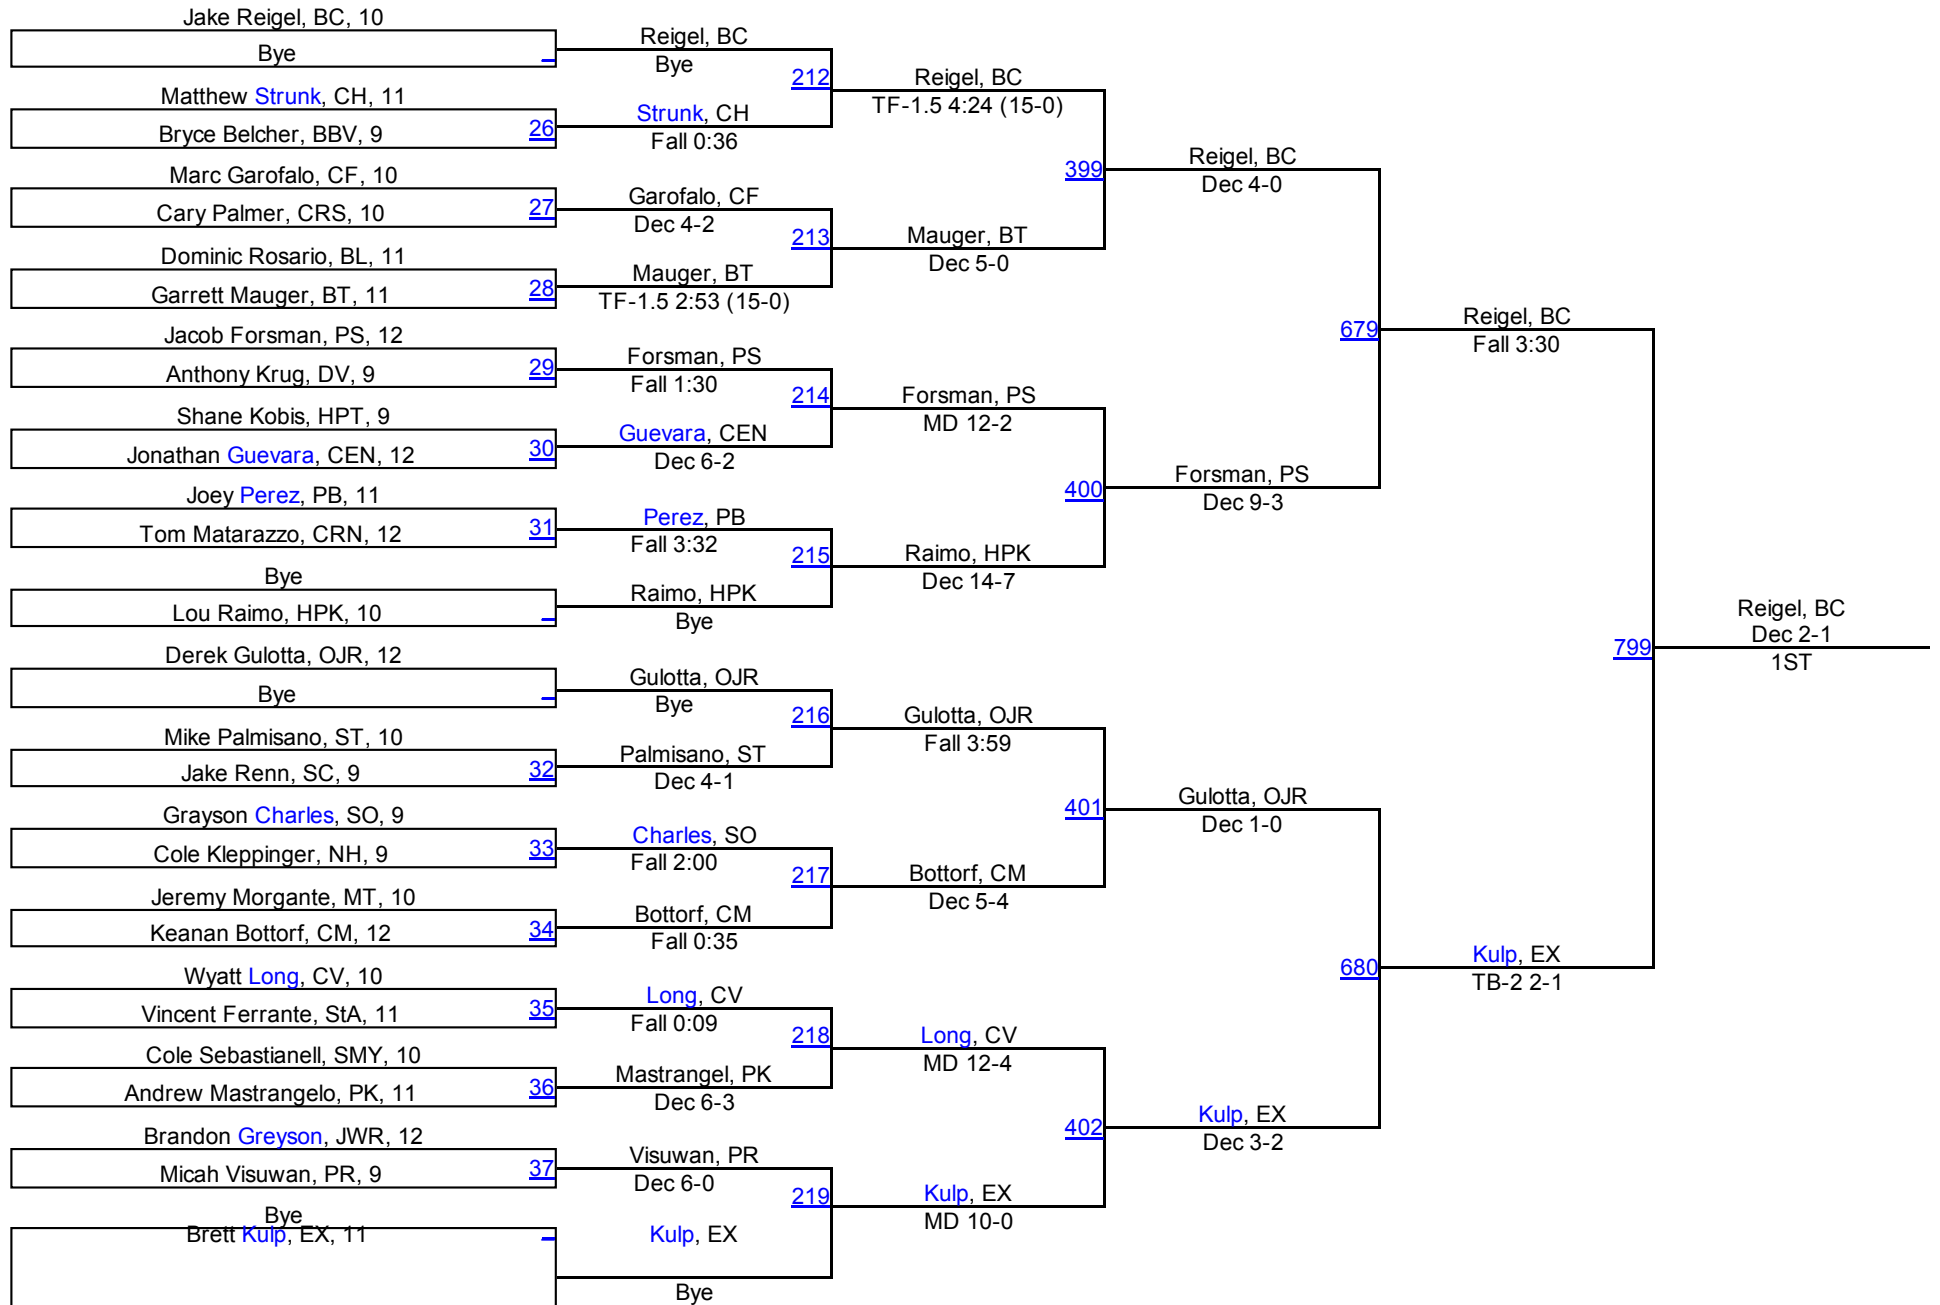 Jake Reigel, BC, 10
Bye
Matthew Strunk, CH, 11
Bryce Belcher, BBV, 9
26
Marc Garofalo, CF, 10
Cary Palmer, CRS, 10
27
Dominic Rosario, BL, 11
Garrett Mauger, BT, 11
28
Jacob Forsman, PS, 12
Anthony Krug, DV, 9
29
Shane Kobis, HPT, 9
Jonathan Guevara, CEN, 12
30
Joey Perez, PB, 11
Tom Matarazzo, CRN, 12
31
Bye
Lou Raimo, HPK, 10
Derek Gulotta, OJR, 12
Bye
Mike Palmisano, ST, 10
Jake Renn, SC, 9
32
Grayson Charles, SO, 9
Cole Kleppinger, NH, 9
33
Jeremy Morgante, MT, 10
Keanan Bottorf, CM, 12
34
Wyatt Long, CV, 10
Vincent Ferrante, StA, 11
35
Cole Sebastianell, SMY, 10
Andrew Mastrangelo, PK, 11
36
Brandon Greyson, JWR, 12
Micah Visuwan, PR, 9
37
Bye
Brett Kulp, EX, 11
Reigel, BC
Bye
212
Strunk, CH
Fall 0:36
Garofalo, CF
Dec 4-2
213
Mauger, BT
TF-1.5 2:53 (15-0)
Forsman, PS
Fall 1:30
214
Guevara, CEN
Dec 6-2
Perez, PB
Fall 3:32
215
Raimo, HPK
Bye
Gulotta, OJR
Bye
216
Palmisano, ST
Dec 4-1
Charles, SO
Fall 2:00
217
Bottorf, CM
Fall 0:35
Long, CV
Fall 0:09
218
Mastrangel, PK
Dec 6-3
Visuwan, PR
Dec 6-0
219
Kulp, EX
Bye
Reigel, BC
TF-1.5 4:24 (15-0)
399
Mauger, BT
Dec 5-0
Forsman, PS
MD 12-2
400
Raimo, HPK
Dec 14-7
Gulotta, OJR
Fall 3:59
401
Bottorf, CM
Dec 5-4
Long, CV
MD 12-4
402
Kulp, EX
MD 10-0
Reigel, BC
Dec 4-0
679
Forsman, PS
Dec 9-3
Gulotta, OJR
Dec 1-0
680
Kulp, EX
Dec 3-2
Reigel, BC
Fall 3:30
799
Kulp, EX
TB-2 2-1
Reigel, BC
Dec 2-1
1ST